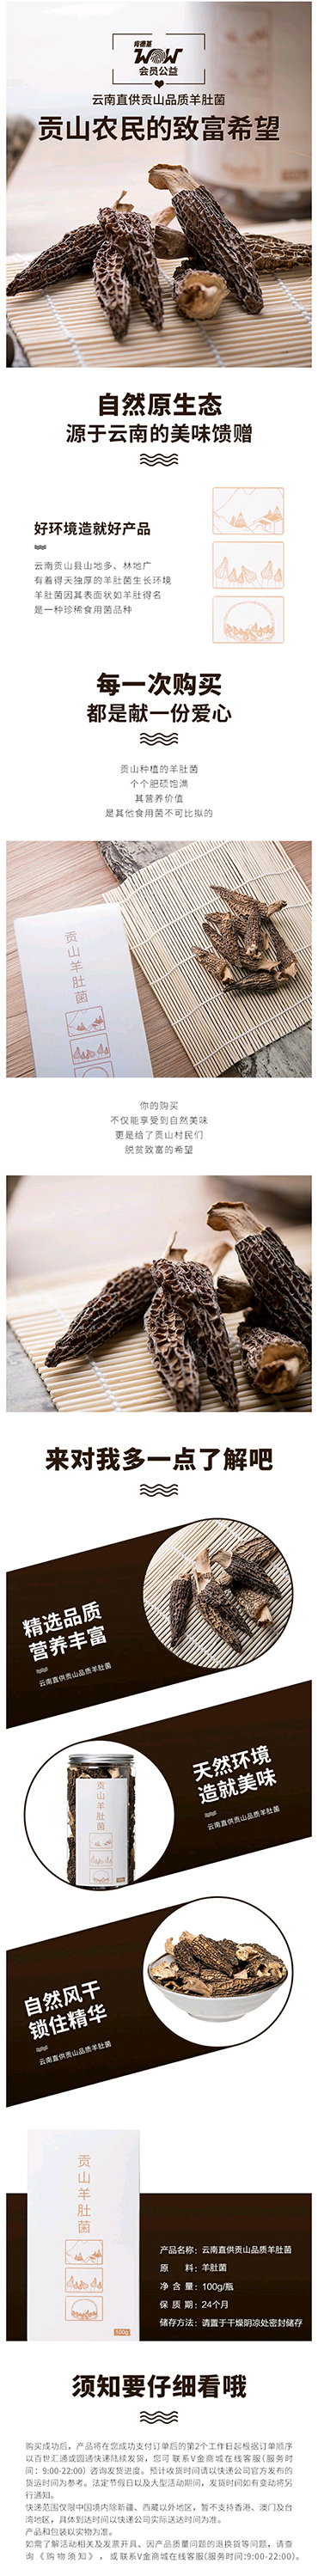 肯德基
WOW
会员公益
云南直供贡山品质羊肚菌
贡山农民的致富希望
自然原生态
源于云南的美味馈赠
好环境造就好产品
云南贡山县山地多、林地广
有着得天独厚的羊肚菌生长环境
羊肚菌因其表面状如羊肚得名
是一种珍稀食用菌品种
每一次购买
都是献一份爱心
贡山种植的羊肚菌
个个肥硕饱满
其营养价值
是其他食用菌不可比拟的
贡山羊肚菌
你的购买
不仅能享受到自然美味
更是给了贡山村民们
脱贫致富的希望
来对我多一点了解吧
精选品质
营养丰富
云南直供贡山品质羊肚菌
天然环境
造就美味
云南直供贡山品质羊肚菌
贡山羊肚菌
自然风干
锁住精华
云南直供贡山品质羊肚菌
贡山羊肚菌
100g
产品名称：云南直供贡山品质羊肚菌
原 料：羊肚菌
净 含 量：100g/瓶
保 质 期：24个月
储存方法：请置于干燥阴凉处密封储存
须知要仔细看哦
购买成功后，产品将在您成功支付订单后的第2个工作日起根据订单顺序
以百世汇通或圆通快递陆续发货，您可联系V金商城在线客服(服务时
间：9:00-22:00) 咨询发货进度。预计收货时间请以快递公司官方发布的
货运时间为参考。法定节假日以及大型活动期间，发货时间如有变动将另
行通知。
快递范围仅限中国境内除新疆、西藏以外地区，暂不支持香港、澳门及台
湾地区，具体到达时间以快递公司实际送达时间为准。
产品和包装以实物为准。
如需了解活动相关及发票开具、因产品质量问题的退换货等问题，请查
询《购物须知》，或联系V金商城在线客服(服务时间:9:00-22:00)。